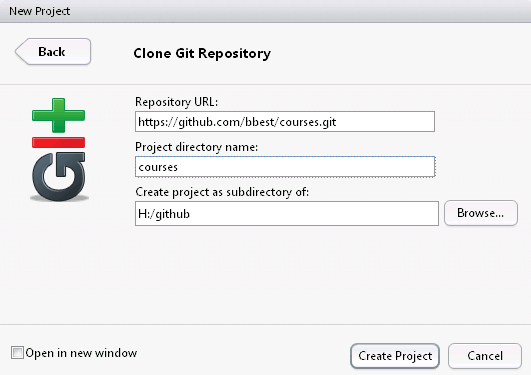 New Project
Back
Clone Git Repository
Repository URL:
https://github.com/bbest/courses.git
Project directory name:
courses
Create project as subdirectory of:
H:/github
Browse...
Open in new window
Create Project
Cancel